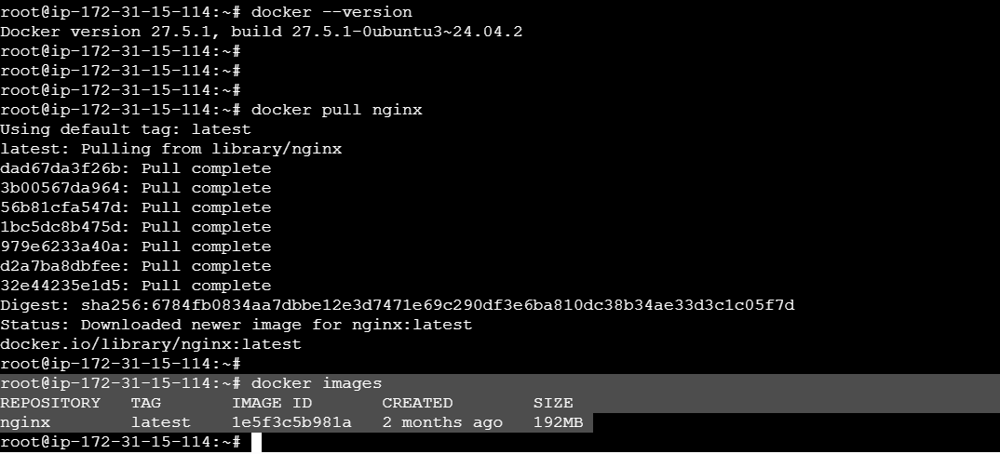 root@ip-172-31-15-114:~# docker --version
Docker version 27.5.1, build 27.5.1-0ubuntu3~24.04.2
root@ip-172-31-15-114:~#
root@ip-172-31-15-114:~#
root@ip-172-31-15-114:~#
root@ip-172-31-15-114:~# docker pull nginx
Using default tag: latest
latest: Pulling from library/nginx
dad67da3f26b: Pull complete
3b00567da964: Pull complete
56b81cfa547d: Pull complete
1bc5dc8b475d: Pull complete
979e6233a40a: Pull complete
d2a7ba8dbfee: Pull complete
32e44235e1d5: Pull complete
Digest: sha256:6784fb0834aa7dbbe12e3d7471e69c290df3e6ba810dc38b34ae33d3c1c05f7d
Status: Downloaded newer image for nginx:latest
docker.io/library/nginx:latest
root@ip-172-31-15-114:~#
root@ip-172-31-15-114:~# docker images
REPOSITORY   TAG       IMAGE ID       CREATED        SIZE
nginx        latest    1e5f3c5b981a   2 months ago   192MB
root@ip-172-31-15-114:~#